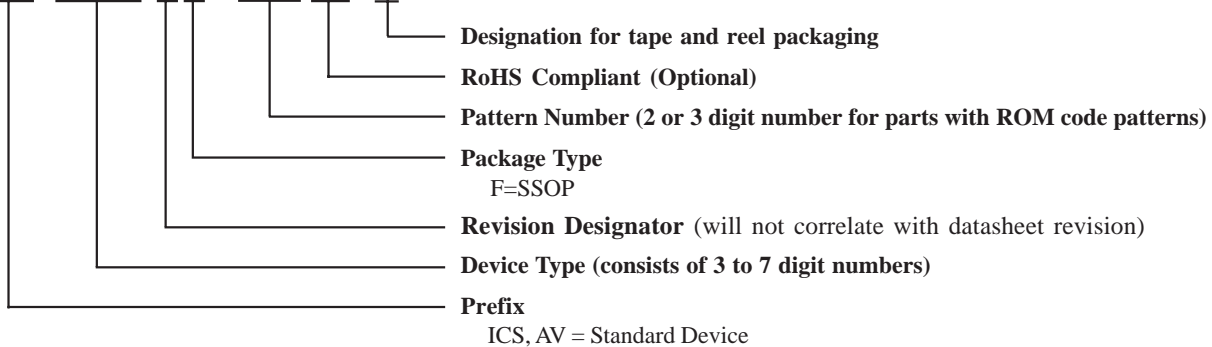 Designation for tape and reel packaging
RoHS Compliant (Optional)
Pattern Number (2 or 3 digit number for parts with ROM code patterns)
Package Type
F=SSOP
Revision Designator (will not correlate with datasheet revision)
Device Type (consists of 3 to 7 digit numbers)
Prefix
ICS, AV = Standard Device